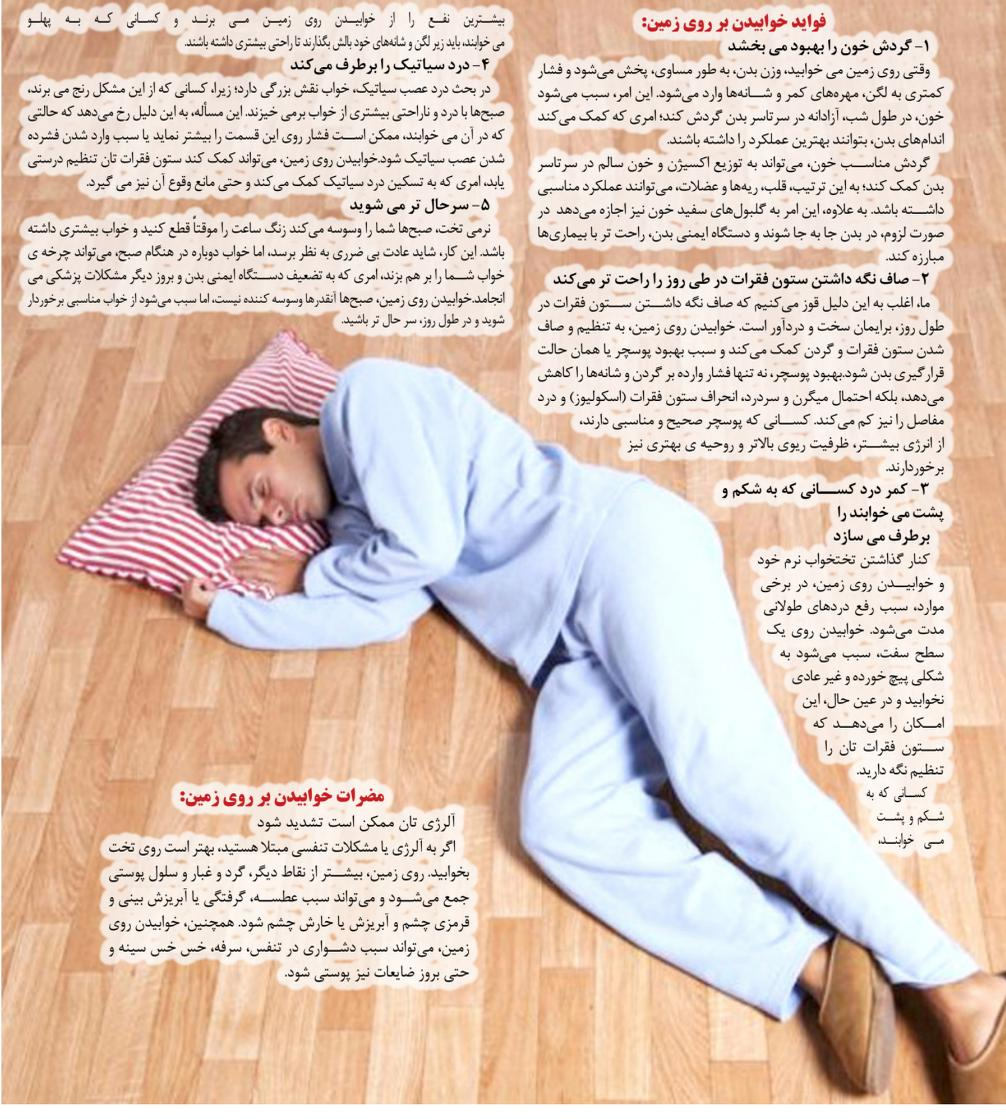 فواید خوابیدن بر روی زمین:
۱- گردش خون را بهبود می بخشد
وقتی روی زمین می خوابید، وزن بدن، به طور مساوی، پخش می‌شود و فشار
کمتری به لگن، مهره‌های کمر و شـــانه‌ها وارد می‌شود. این امر، سبب می‌شود
خون، در طول شب، آزادانه در سرتاسر بدن گردش کند؛ امری که کمک می‌کند
اندام‌های بدن، بتوانند بهترین عملکرد را داشته باشند.
گردش مناســـب خون، می‌تواند به توزیع اکسیژن و خون سالم در سرتاسر
بدن کمک کند؛ به این ترتیب، قلب، ریه‌ها و عضلات، می‌توانند عملکرد مناسبی
داشـــته باشد. به علاوه، این امر به گلبول‌های سفید خون نیز اجازه می‌دهد در
صورت لزوم، در بدن جا به جا شوند و دستگاه ایمنی بدن، راحت تر با بیماری‌ها
مبارزه کند.
۲- صاف نگه داشتن ستون فقرات در طی روز را راحت تر می‌کند
ما، اغلب به این دلیل قوز می‌کنیم که صاف نگه داشـــتن ســـتون فقرات در
طول روز، برایمان سخت و دردآور است. خوابیدن روی زمین، به تنظیم و صاف
شدن ستون فقرات و گردن کمک می‌کند و سبب بهبود پوسچر یا همان حالت
قرارگیری بدن شود.بهبود پوسچر، نه تنها فشار وارده بر گردن و شانه‌ها را کاهش
می‌دهد، بلکه احتمال میگرن و سردرد، انحراف ستون فقرات (اسکولیوز) و درد
مفاصل را نیز کم می‌کند. کســـانی که پوسچر صحیح و مناسبی دارند،
از انرژی بیشـــتر، ظرفیت ریوی بالاتر و روحیه ی بهتری نیز
برخوردارند.
۳- کمر درد کســـانی که به شکم و
پشت می خوابند را
برطرف می سازد
کنار گذاشتن تختخواب نرم خود
و خوابیـــدن روی زمین، در برخی
موارد، سبب رفع دردهای طولانی
مدت می‌شود. خوابیدن روی یک
سطح سفت، سبب می‌شود به
شکلی پیچ خورده و غیر عادی
نخوابید و در عین حال، این
امـــکان را می‌دهـــد که
ســـتون فقرات تان را
تنظیم نگه دارید.
کســـانی که به
شـــکم و پشـــت
مـــی خوابنـــد،
بیشـــترین نفـــع را از خوابیـــدن روی زمیـــن مـــی برنـــد و کســـانی کـــه بـــه پهلـــو
می خوابند، باید زیر لگن و شانه‌های خود بالش بگذارند تا راحتی بیشتری داشته باشند.
۴- درد سیاتیک را برطرف می‌کند
در بحث درد عصب سیاتیک، خواب نقش بزرگی دارد؛ زیرا، کسانی که از این مشکل رنج می برند،
صبح‌ها با درد و ناراحتی بیشتری از خواب برمی خیزند. این مسأله، به این دلیل رخ می‌دهد که حالتی
که در آن می خوابند، ممکن اســـت فشار روی این قسمت را بیشتر نماید یا سبب وارد شدن فشرده
شدن عصب سیاتیک شود.خوابیدن روی زمین، می‌تواند کمک کند ستون فقرات تان تنظیم درستی
یابد، امری که به تسکین درد سیاتیک کمک می‌کند و حتی مانع وقوع آن نیز می گیرد.
۵- سرحال تر می شوید
نرمی تخت، صبح‌ها شما را وسوسه می‌کند زنگ ساعت را موقتاً قطع کنید و خواب بیشتری داشته
باشد. این کار، شاید عادت بی ضرری به نظر برسد، اما خواب دوباره در هنگام صبح، می‌تواند چرخه ی
خواب شـــما را بر هم بزند، امری که به تضعیف دســـتگاه ایمنی بدن و بروز دیگر مشکلات پزشکی می
انجامد.خوابیدن روی زمین، صبح‌ها آنقدرها وسوسه کننده نیست، اما سبب می‌شود از خواب مناسبی برخوردار
شوید و در طول روز، سر حال تر باشید.
مضرات خوابیدن بر روی زمین:
آلرژی تان ممکن است تشدید شود
اگر به آلرژی یا مشکلات تنفسی مبتلا هستید، بهتر است روی تخت
بخوابید. روی زمین، بیشـــتر از نقاط دیگر، گرد و غبار و سلول پوستی
جمع می‌شـــود و می‌تواند سبب عطســـه، گرفتگی یا آبریزش بینی و
قرمزی چشم و آبریزش یا خارش چشم شود. همچنین، خوابیدن روی
زمین، می‌تواند سبب دشـــواری در تنفس، سرفه، خس خس سینه و
حتی بروز ضایعات نیز پوستی شود.